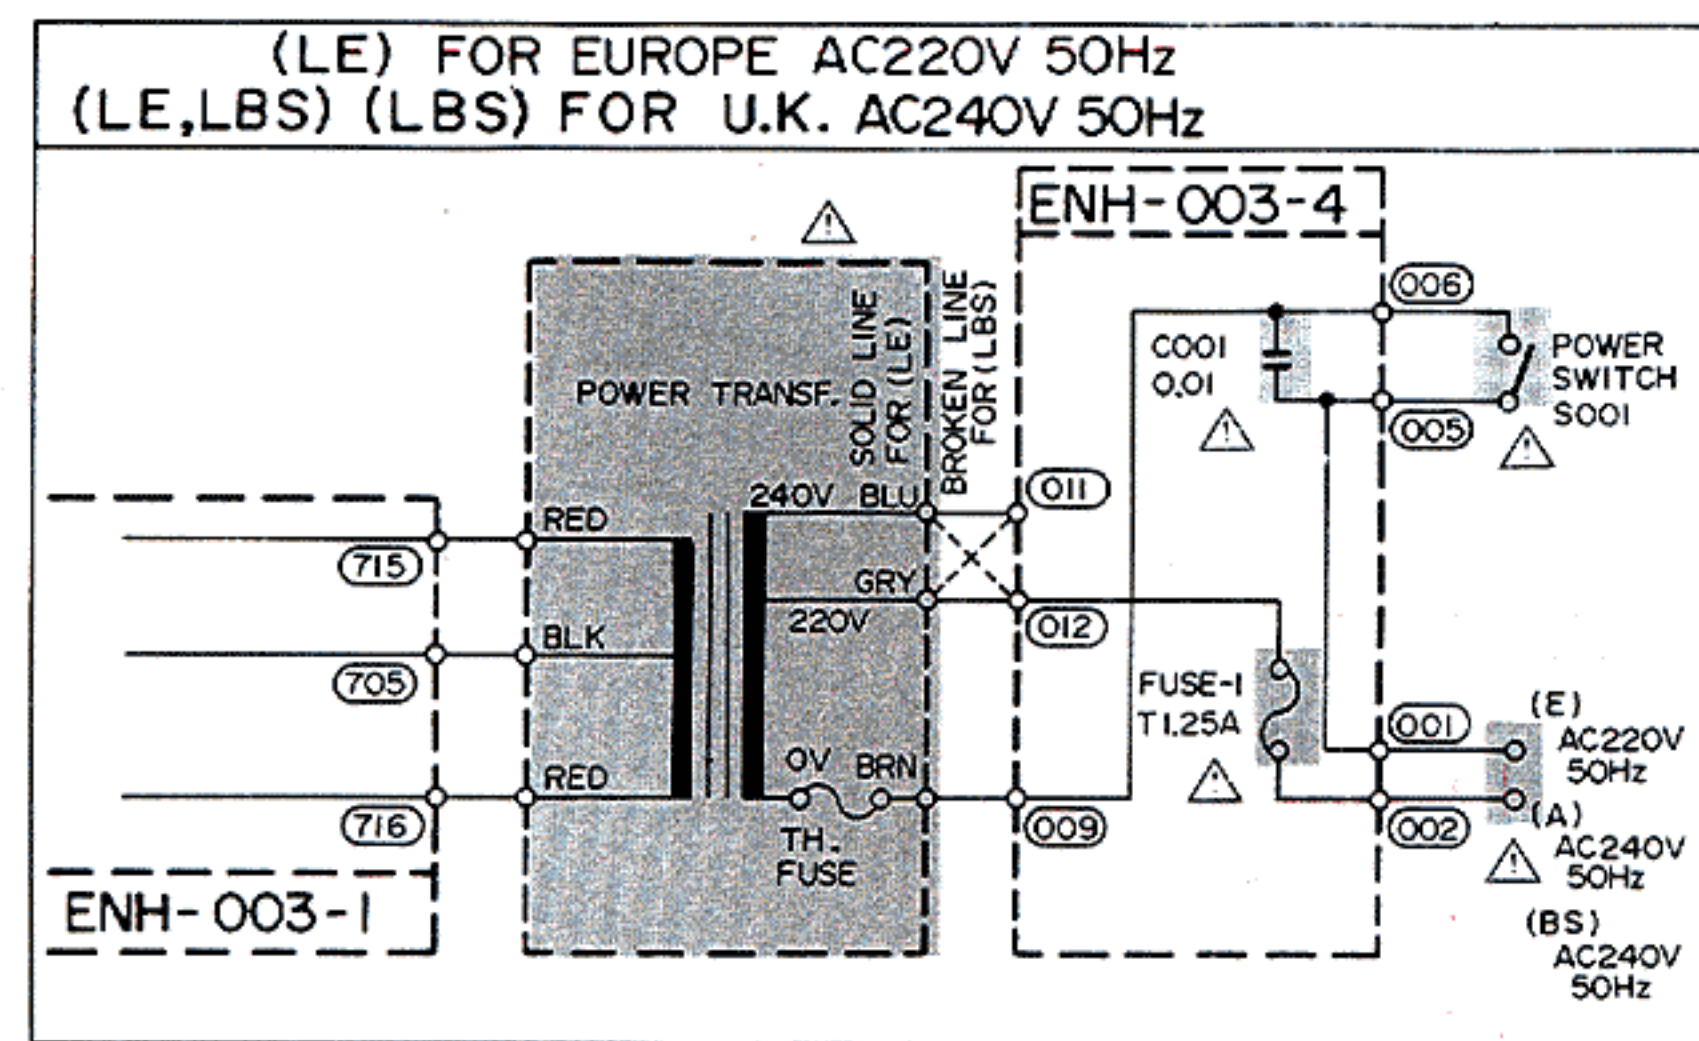 (LE) FOR EUROPE AC220V 50Hz
(LE,LBS) (LBS) FOR U.K. AC240V 50Hz
ENH-003-4
006
C001
0.01
POWER
SWITCH
S001
005
POWER TRANSF.
SOLID LINE
FOR (LE)
BROKEN LINE
FOR (LBS)
240V BLU
011
RED
715
GRY
220V
012
BLK
705
FUSE-1
T1.25A
001
(E)
AC220V
50Hz
0V BRN
RED
716
TH.
FUSE
009
002
(A)
AC240V
50Hz
ENH-003-1
(BS)
AC240V
50Hz